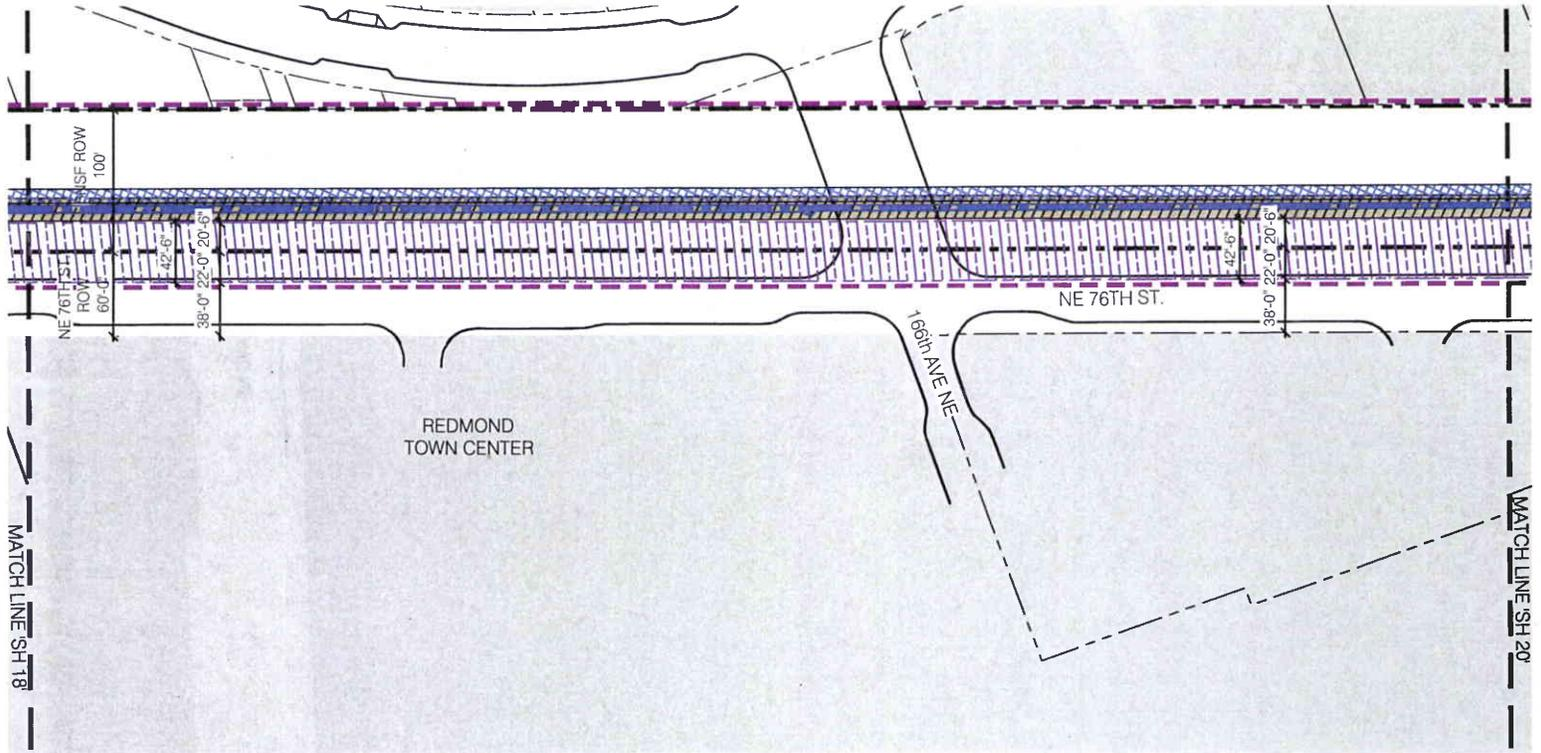 NSF ROW
100'
NE 76TH ST.
ROW
60'-0"
42'-6"
20'-6"
22'-0"
38'-0"
42'-6"
20'-6"
22'-0"
38'-0"
NE 76TH ST.
166th AVE NE
REDMOND
TOWN CENTER
MATCH LINE 'SH 18'
MATCH LINE 'SH 20'